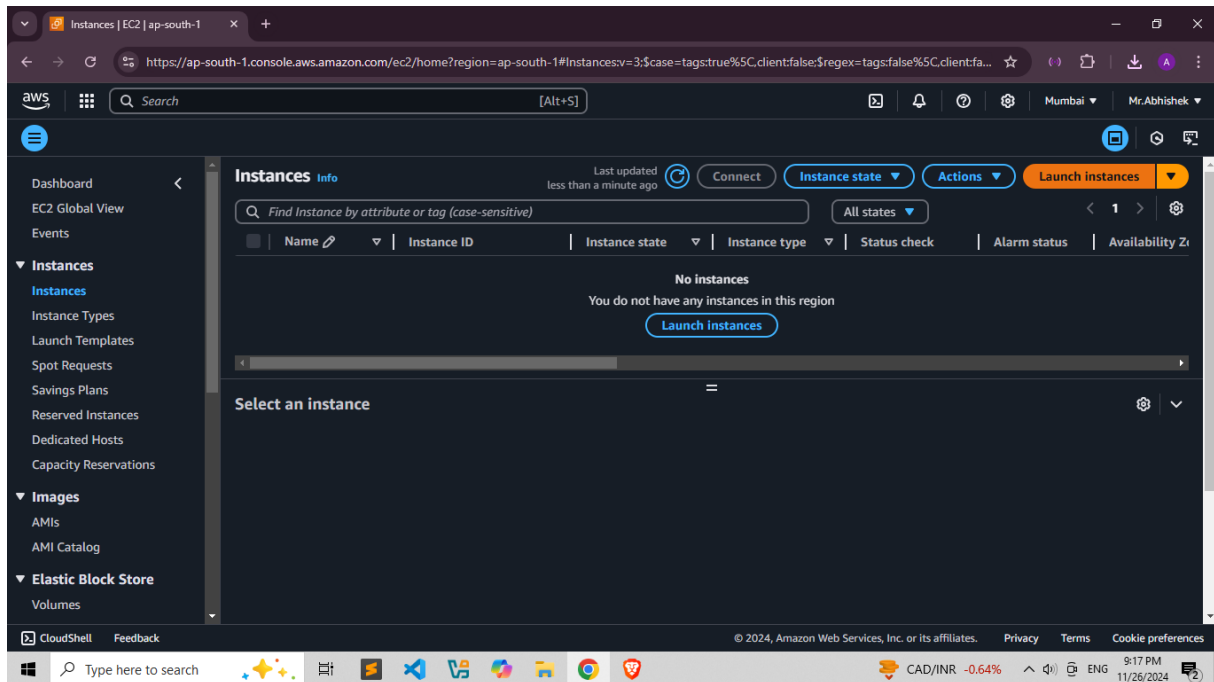 Instances | EC2 | ap-south-1
https://ap-south-1.console.aws.amazon.com/ec2/home?region=ap-south-1#Instances:v=3;$case=tags:true%5C,client:false;$regex=tags:false%5C,client:fa...
A
aws
Search
[Alt+S]
Mumbai
Mr.Abhishek
Dashboard
EC2 Global View
Events
Instances
Instances
Instance Types
Launch Templates
Spot Requests
Savings Plans
Reserved Instances
Dedicated Hosts
Capacity Reservations
Images
AMIs
AMI Catalog
Elastic Block Store
Volumes
Instances Info
Last updated
less than a minute ago
Connect
Instance state
Actions
Launch instances
Find Instance by attribute or tag (case-sensitive)
All states
1
Name
Instance ID
Instance state
Instance type
Status check
Alarm status
Availability Zo
No instances
You do not have any instances in this region
Launch instances
Select an instance
CloudShell
Feedback
© 2024, Amazon Web Services, Inc. or its affiliates.
Privacy
Terms
Cookie preferences
Type here to search
CAD/INR -0.64%
ENG
9:17 PM
11/26/2024
2